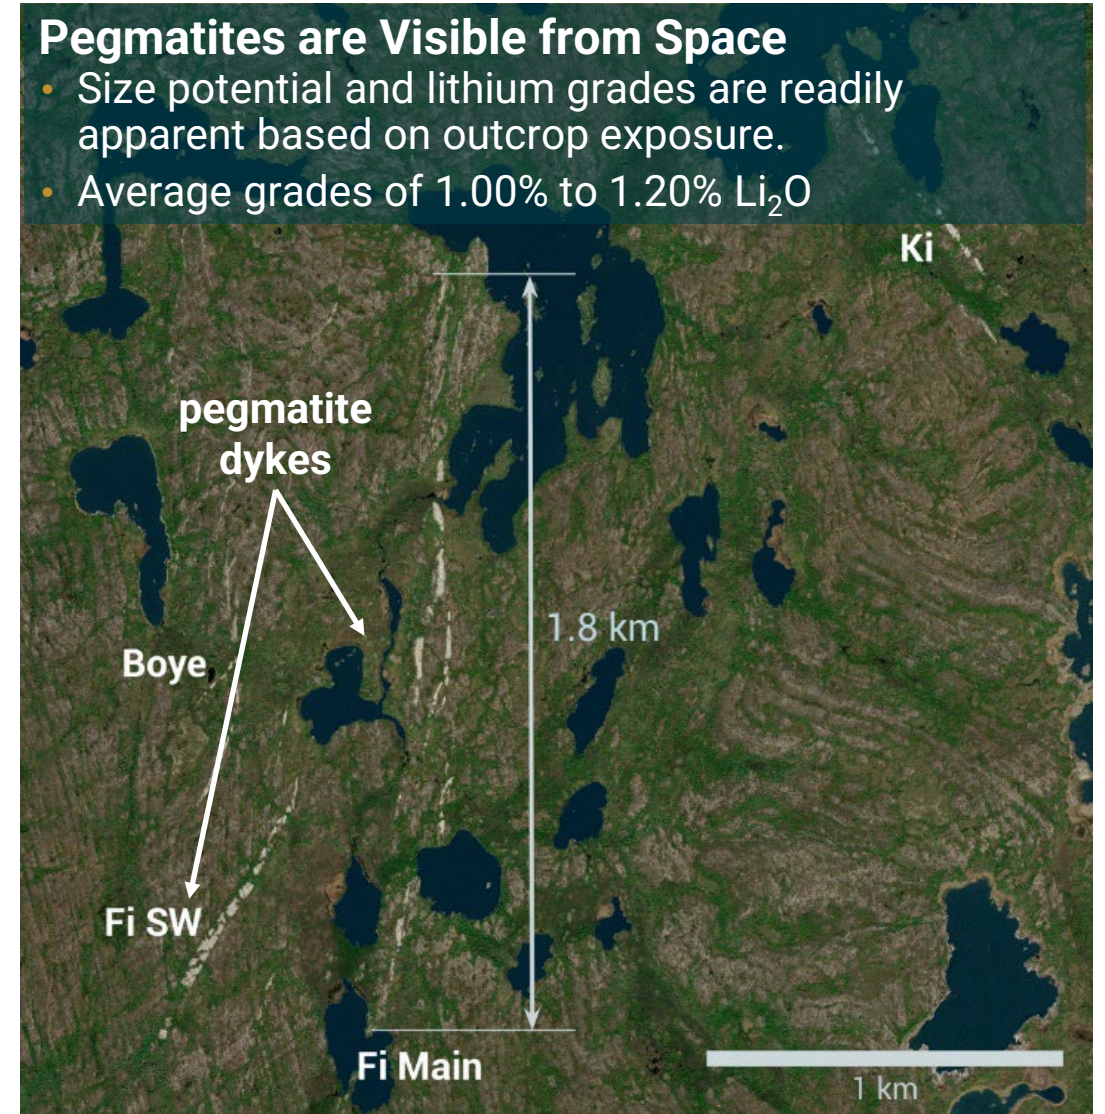 Pegmatites are Visible from Space
• Size potential and lithium grades are readily
apparent based on outcrop exposure.
• Average grades of 1.00% to 1.20% Li₂O
Ki
pegmatite
dykes
1.8 km
Boye
Fi SW
Fi Main
1 km